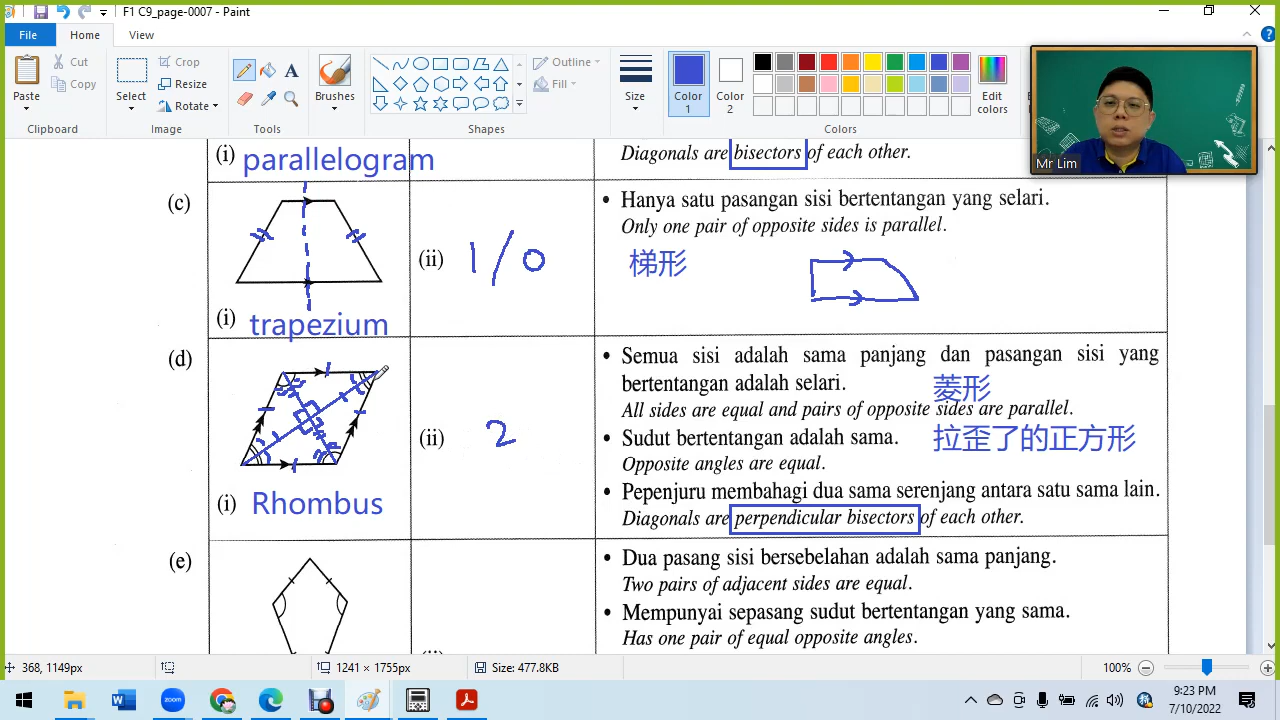 F1 C9_page-0007 - Paint
File Home View
Paste
Cut
Copy
Clipboard
Select
Crop
Resize
Rotate
Image
A
Tools
Brushes
Outline
Fill
Shapes
Size
Color 1
Color 2
Edit colors
Colors
Mr Lim
(i) parallelogram
Diagonals are bisectors of each other.
(c)
(i) trapezium
(ii) 1/0
• Hanya satu pasangan sisi bertentangan yang selari.
Only one pair of opposite sides is parallel.
梯形
(d)
(i) Rhombus
(ii) 2
• Semua sisi adalah sama panjang dan pasangan sisi yang
bertentangan adalah selari.
菱形
All sides are equal and pairs of opposite sides are parallel.
• Sudut bertentangan adalah sama.
拉歪了的正方形
Opposite angles are equal.
• Pepenjuru membahagi dua sama serenjang antara satu sama lain.
Diagonals are perpendicular bisectors of each other.
(e)
• Dua pasang sisi bersebelahan adalah sama panjang.
Two pairs of adjacent sides are equal.
• Mempunyai sepasang sudut bertentangan yang sama.
Has one pair of equal opposite angles.
368, 1149px
1241 × 1755px
Size: 477.8KB
100%
zoom
9:23 PM
7/10/2022